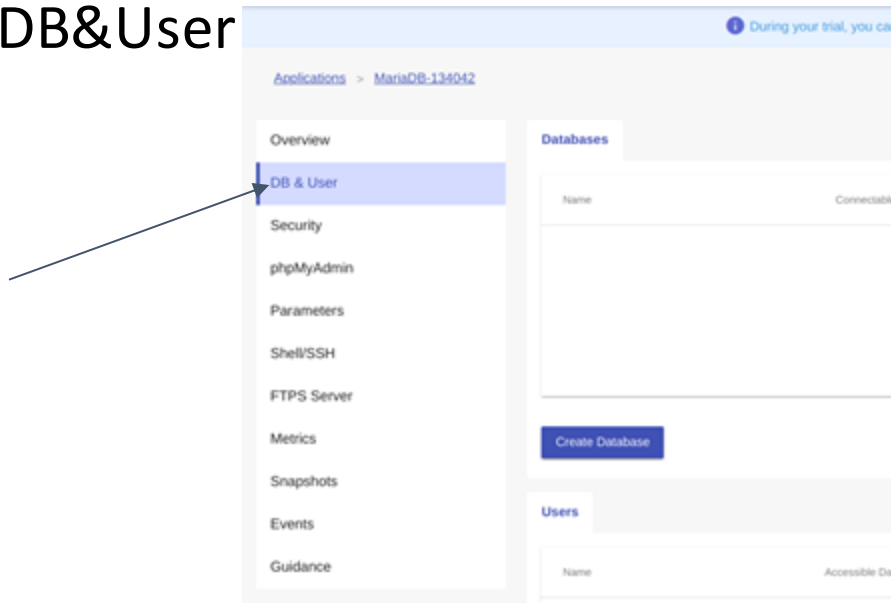 DB&User
During your trial, you
Applications > MariaDB-134042
Overview
DB & User
Security
phpMyAdmin
Parameters
Shell/SSH
FTPS Server
Metrics
Snapshots
Events
Guidance
Databases
Name
Create Database
Users
Name Accessible